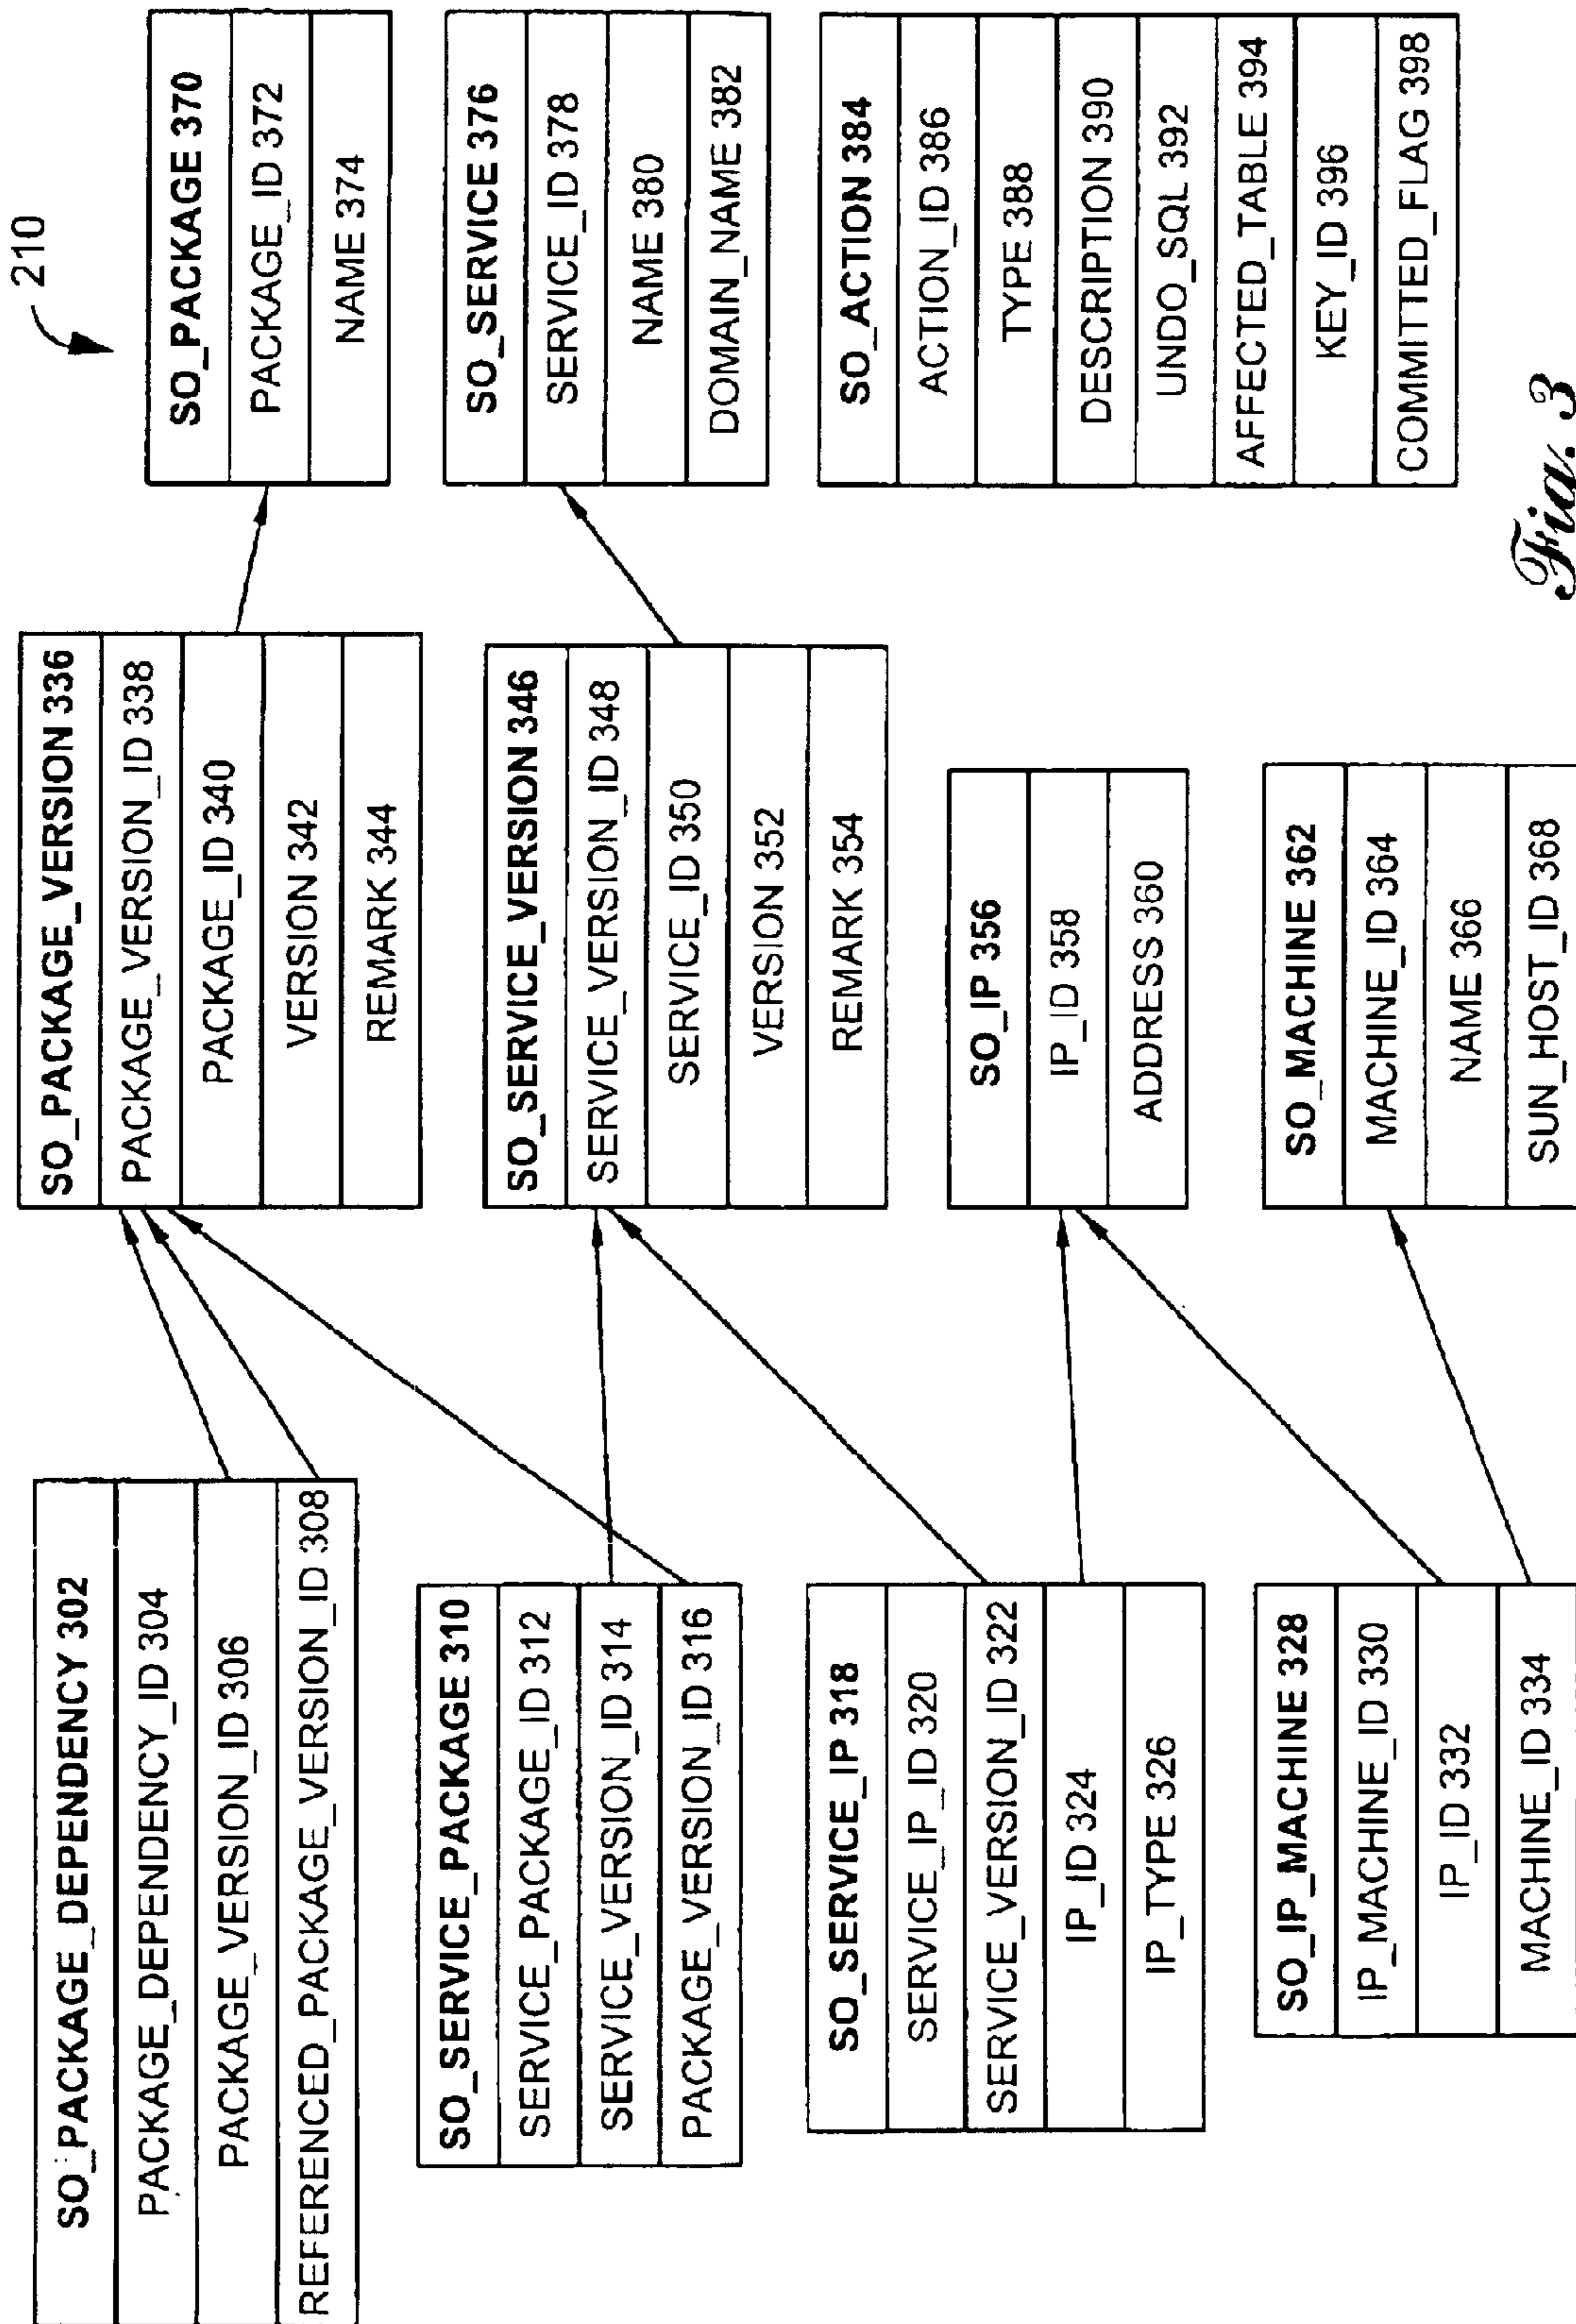 210
SO_PACKAGE_DEPENDENCY 302
PACKAGE_DEPENDENCY_ID 304
PACKAGE_VERSION_ID 306
REFERENCED_PACKAGE_VERSION_ID 308
SO_SERVICE_PACKAGE 310
SERVICE_PACKAGE_ID 312
SERVICE_VERSION_ID 314
PACKAGE_VERSION_ID 316
SO_SERVICE_IP 318
SERVICE_IP_ID 320
SERVICE_VERSION_ID 322
IP_ID 324
IP_TYPE 326
SO_IP_MACHINE 328
IP_MACHINE_ID 330
IP_ID 332
MACHINE_ID 334
SO_PACKAGE_VERSION 336
PACKAGE_VERSION_ID 338
PACKAGE_ID 340
VERSION 342
REMARK 344
SO_SERVICE_VERSION 346
SERVICE_VERSION_ID 348
SERVICE_ID 350
VERSION 352
REMARK 354
SO_IP 356
IP_ID 358
ADDRESS 360
SO_MACHINE 362
MACHINE_ID 364
NAME 366
SUN_HOST_ID 368
SO_PACKAGE 370
PACKAGE_ID 372
NAME 374
SO_SERVICE 376
SERVICE_ID 378
NAME 380
DOMAIN_NAME 382
SO_ACTION 384
ACTION_ID 386
TYPE 388
DESCRIPTION 390
UNDO_SQL 392
AFFECTED_TABLE 394
KEY_ID 396
COMMITTED_FLAG 398
Fig. 3